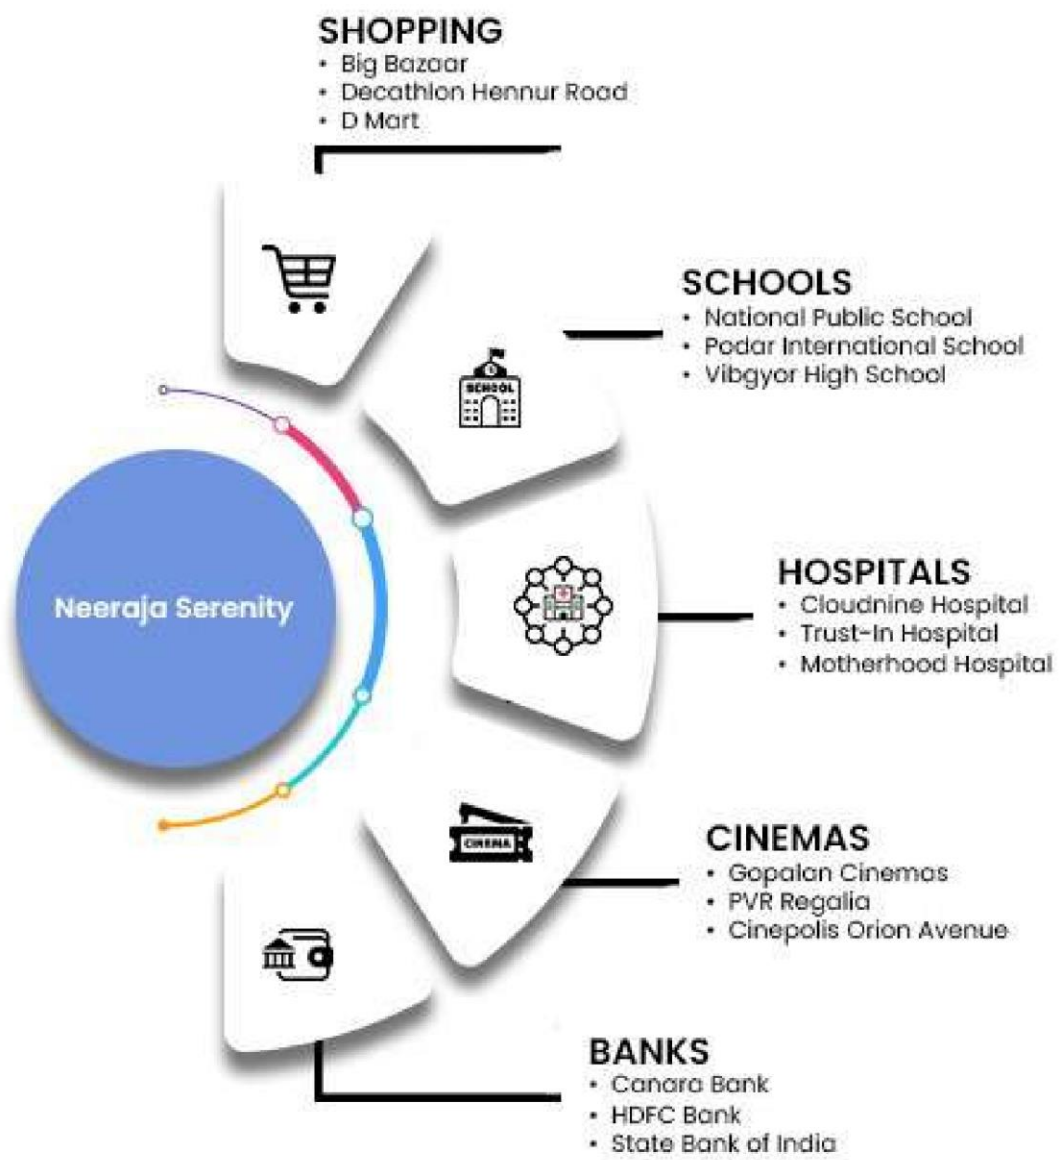 SHOPPING
• Big Bazaar
• Decathlon Hennur Road
• D Mart
SCHOOLS
• National Public School
• Podar International School
• Vibgyor High School
SCHOOL
Neeraja Serenity
HOSPITALS
• Cloudnine Hospital
• Trust-In Hospital
• Motherhood Hospital
CINEMA
CINEMAS
• Gopalan Cinemas
• PVR Regalia
• Cinepolis Orion Avenue
BANKS
• Canara Bank
• HDFC Bank
• State Bank of India